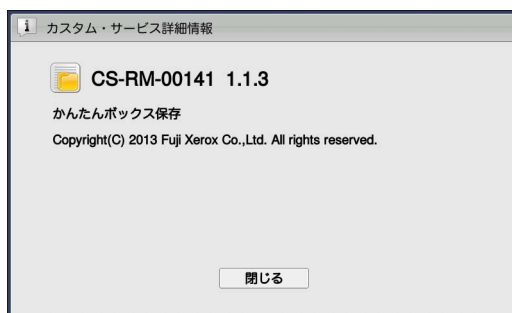 カスタム・サービス詳細情報
CS-RM-00141 1.1.3
かんたんボックス保存
Copyright(C) 2013 Fuji Xerox Co.,Ltd. All rights reserved.
閉じる